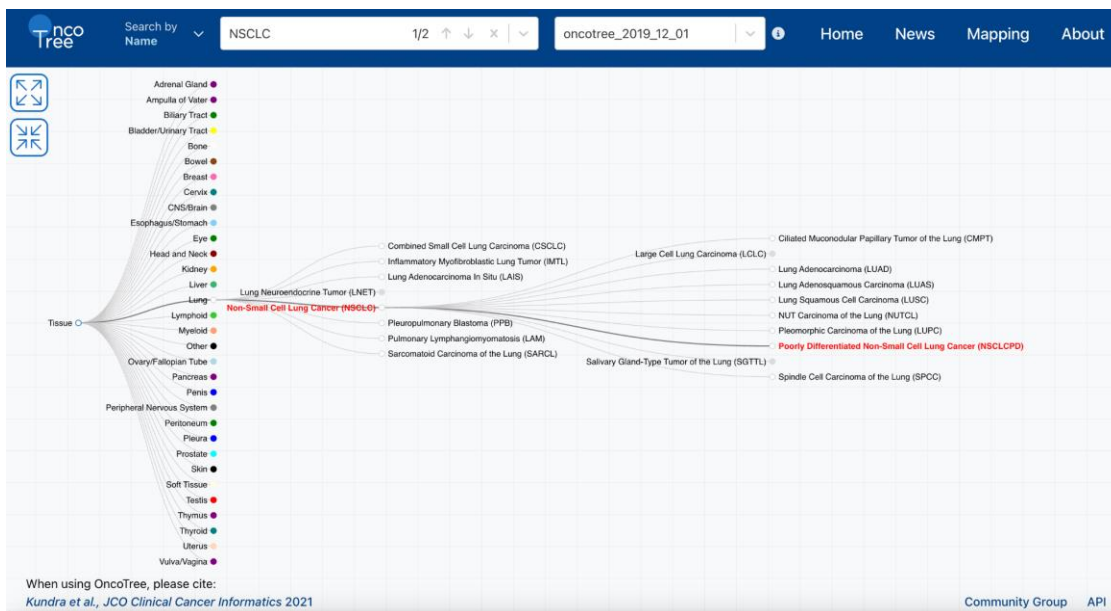 OncoTree
Search by
Name
NSCLC
1/2
oncotree_2019_12_01
Home
News
Mapping
About
Tissue
Adrenal Gland
Ampulla of Vater
Biliary Tract
Bladder/Urinary Tract
Bone
Bowel
Breast
Cervix
CNS/Brain
Esophagus/Stomach
Eye
Head and Neck
Kidney
Liver
Lung
Lymphoid
Myeloid
Other
Ovary/Fallopian Tube
Pancreas
Penis
Peripheral Nervous System
Peritoneum
Pleura
Prostate
Skin
Soft Tissue
Testis
Thymus
Thyroid
Uterus
Vulva/Vagina
Combined Small Cell Lung Carcinoma (CSCLC)
Inflammatory Myofibroblastic Lung Tumor (IMTL)
Lung Adenocarcinoma In Situ (LAIS)
Lung Neuroendocrine Tumor (LNET)
Non-Small Cell Lung Cancer (NSCLC)
Pleuropulmonary Blastoma (PPB)
Pulmonary Lymphangiomyomatosis (LAM)
Sarcomatoid Carcinoma of the Lung (SARCL)
Ciliated Muconodular Papillary Tumor of the Lung (CMPT)
Large Cell Lung Carcinoma (LCLC)
Lung Adenocarcinoma (LUAD)
Lung Adenosquamous Carcinoma (LUAS)
Lung Squamous Cell Carcinoma (LUSC)
NUT Carcinoma of the Lung (NUTCL)
Pleomorphic Carcinoma of the Lung (LUPC)
Poorly Differentiated Non-Small Cell Lung Cancer (NSCLCPD)
Salivary Gland-Type Tumor of the Lung (SGTTL)
Spindle Cell Carcinoma of the Lung (SPCC)
When using OncoTree, please cite:
Kundra et al., JCO Clinical Cancer Informatics 2021
Community Group
API